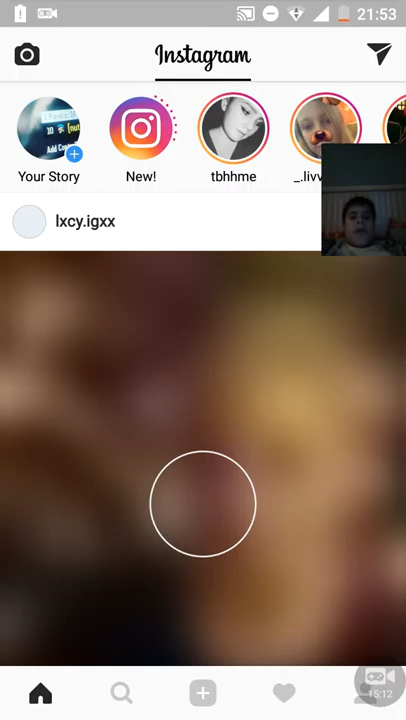 21:53
Instagram
Your Story
New!
tbhhme
_.livv
lxcy.igxx
15:12